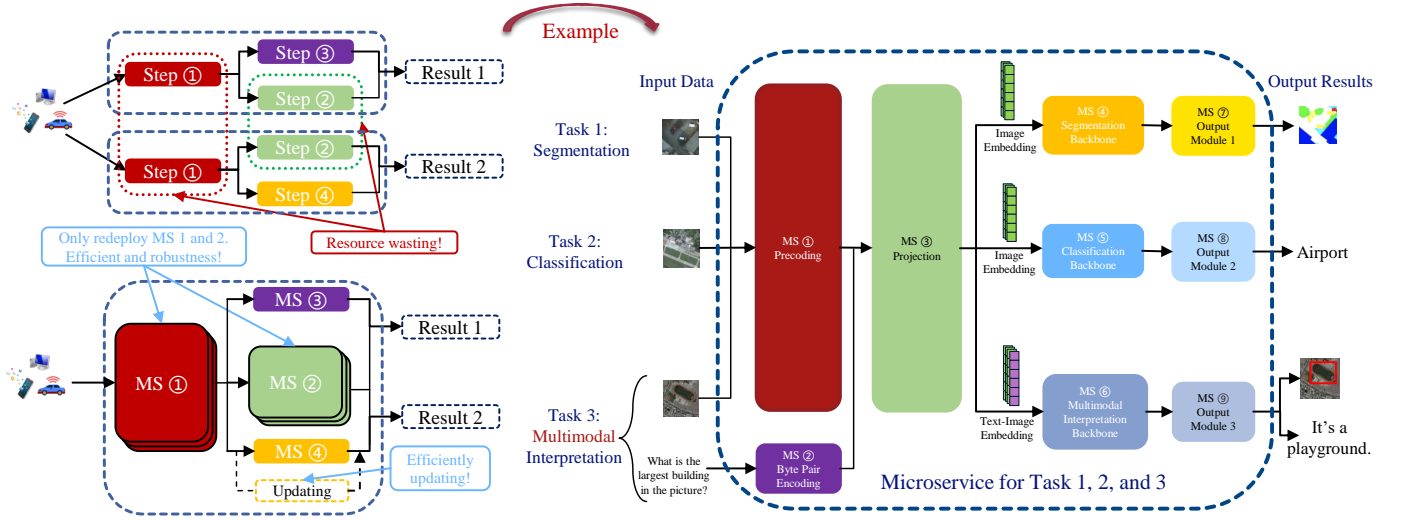 Example
Step ①
Step ③
Step ②
Result 1
Step ①
Step ②
Step ④
Result 2
Only redeploy MS 1 and 2.
Efficient and robustness!
Resource wasting!
MS ①
MS ③
MS ②
MS ④
Updating
Result 1
Result 2
Efficiently
updating!
Input Data
Output Results
Task 1:
Segmentation
Task 2:
Classification
Task 3:
Multimodal
Interpretation
What is the
largest building
in the picture?
MS ①
Precoding
MS ②
Byte Pair
Encoding
MS ③
Projection
Image
Embedding
MS ④
Segmentation
Backbone
MS ⑦
Output
Module 1
Image
Embedding
MS ⑤
Classification
Backbone
MS ⑧
Output
Module 2
Airport
Text-Image
Embedding
MS ⑥
Multimodal
Interpretation
Backbone
MS ⑨
Output
Module 3
It's a
playground.
Microservice for Task 1, 2, and 3